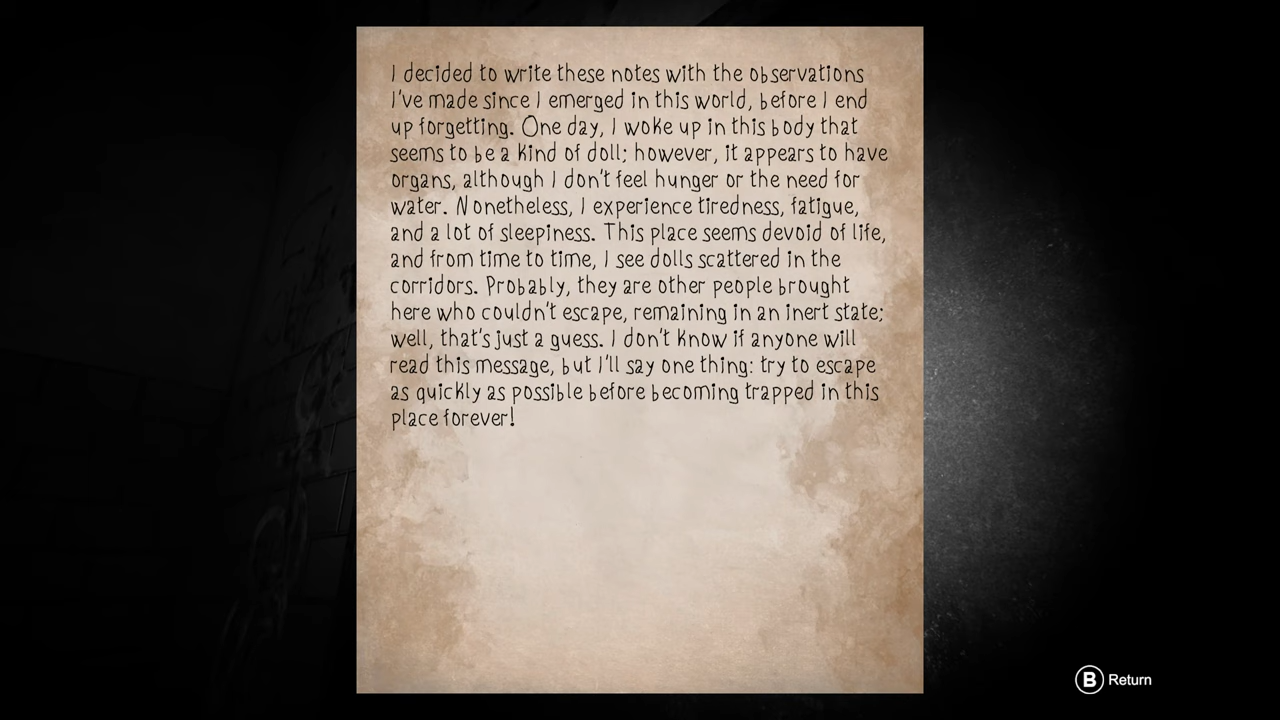 I decided to write these notes with the observations
I've made since I emerged in this world, before I end
up forgetting. One day, I woke up in this body that
seems to be a kind of doll; however, it appears to have
organs, although I don't feel hunger or the need for
water. Nonetheless, I experience tiredness, fatigue,
and a lot of sleepiness. This place seems devoid of life,
and from time to time, I see dolls scattered in the
corridors. Probably, they are other people brought
here who couldn't escape, remaining in an inert state;
well, that's just a guess. I don't know if anyone will
read this message, but I'll say one thing: try to escape
as quickly as possible before becoming trapped in this
place forever!
B Return